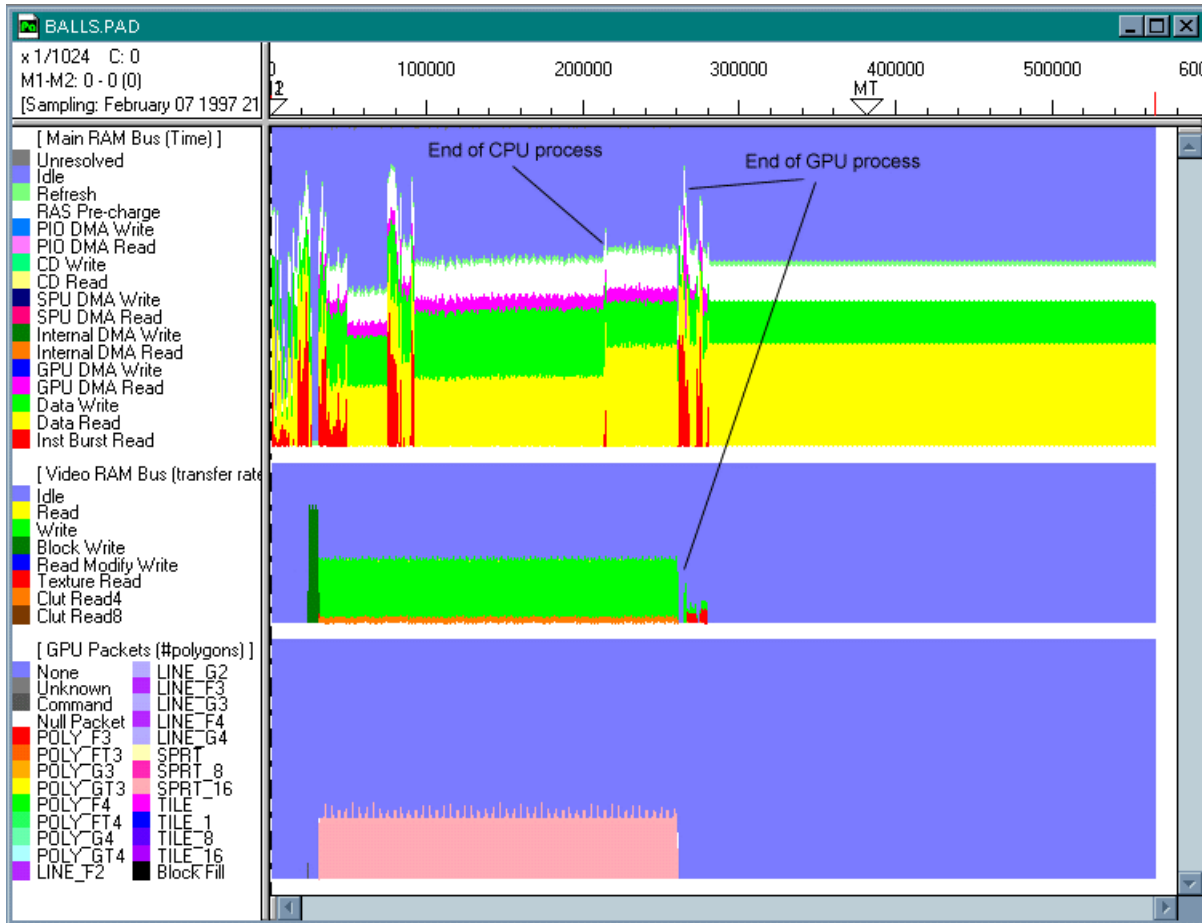 BALLS.PAD
x 1/1024 C: 0
M1-M2: 0 - 0 (0)
[Sampling: February 07 1997 21
100000 200000 300000 400000 500000 600
MT
[ Main RAM Bus (Time) ]
Unresolved
Idle
Refresh
RAS Pre-charge
PIO DMA Write
PIO DMA Read
CD Write
CD Read
SPU DMA Write
SPU DMA Read
Internal DMA Write
Internal DMA Read
GPU DMA Write
GPU DMA Read
Data Write
Data Read
Inst Burst Read
End of CPU process
End of GPU process
[ Video RAM Bus (transfer rate
Idle
Read
Write
Block Write
Read Modify Write
Texture Read
Clut Read4
Clut Read8
[ GPU Packets (#polygons) ]
None LINE_G2
Unknown LINE_F3
Command LINE_G3
Null Packet LINE_F4
POLY_F3 LINE_G4
POLY_FT3 SPRT
POLY_G3 SPRT_8
POLY_GT3 SPRT_16
POLY_F4 TILE
POLY_FT4 TILE_1
POLY_G4 TILE_8
POLY_GT4 TILE_16
LINE_F2 Block Fill